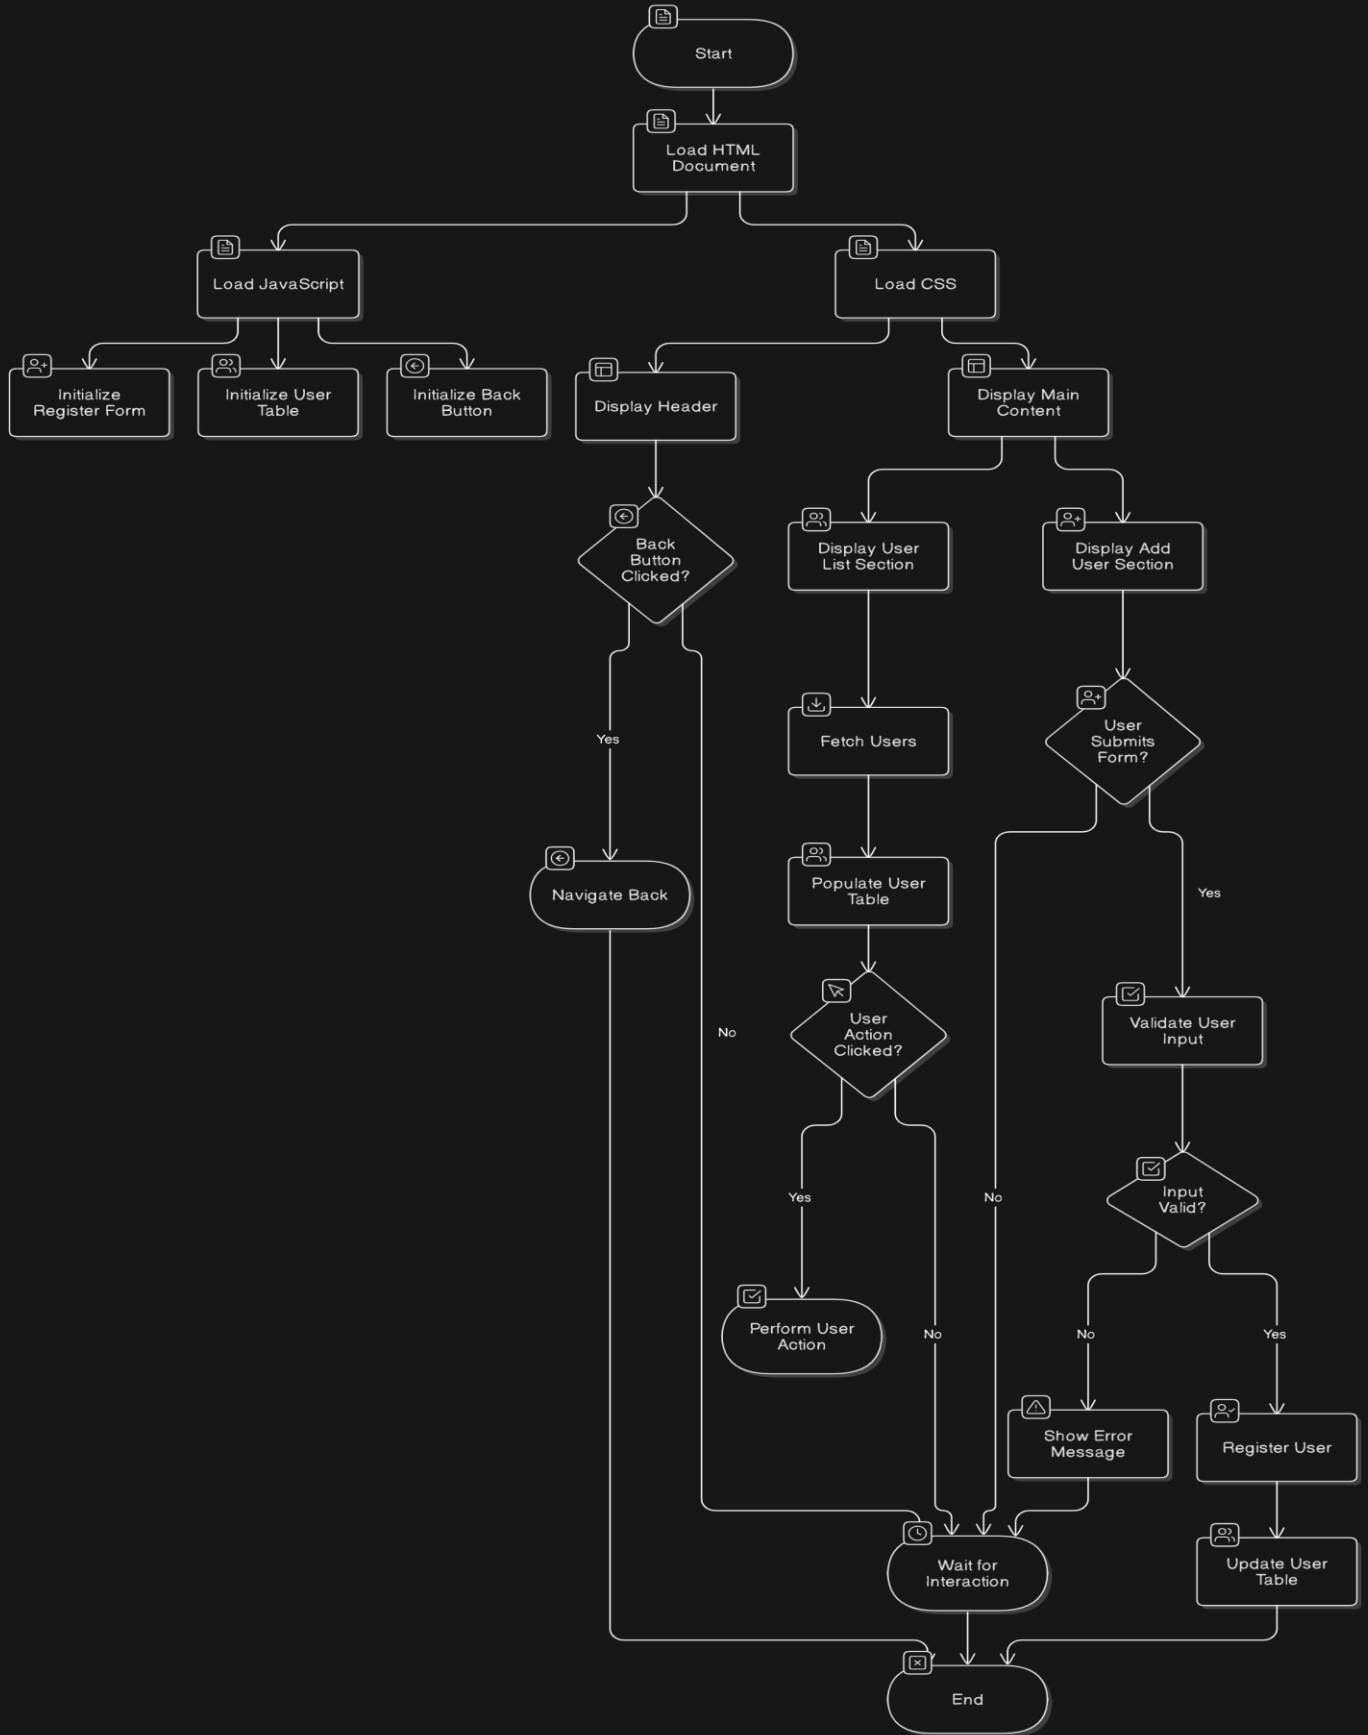 Start
Load HTML
Document
Load JavaScript
Load CSS
Initialize
Register Form
Initialize User
Table
Initialize Back
Button
Display Header
Display Main
Content
Back
Button
Clicked?
Display User
List Section
Display Add
User Section
Yes
Fetch Users
User
Submits
Form?
Navigate Back
Populate User
Table
Yes
No
User
Action
Clicked?
Validate User
Input
Yes
No
Input
Valid?
Perform User
Action
No
No
Yes
Show Error
Message
Register User
Wait for
Interaction
Update User
Table
End